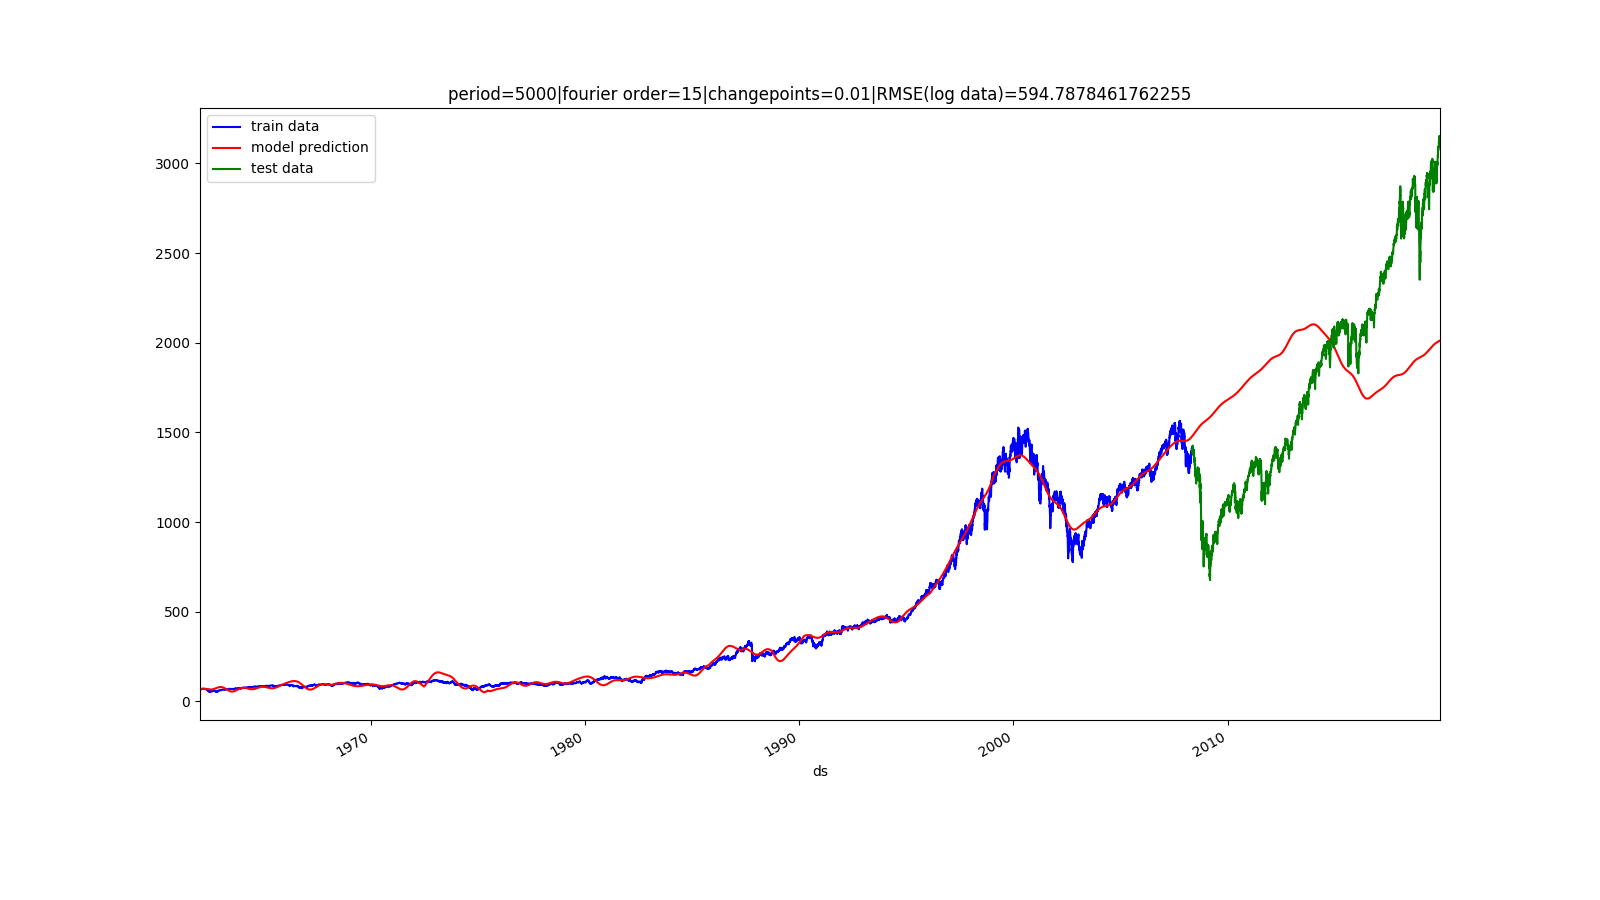 period=5000|fourier order=15|changepoints=0.01|RMSE(log data)=594.7878461762255
train data
model prediction
test data
3000
2500
2000
1500
1000
500
0
1970
1980
1990
2000
2010
ds